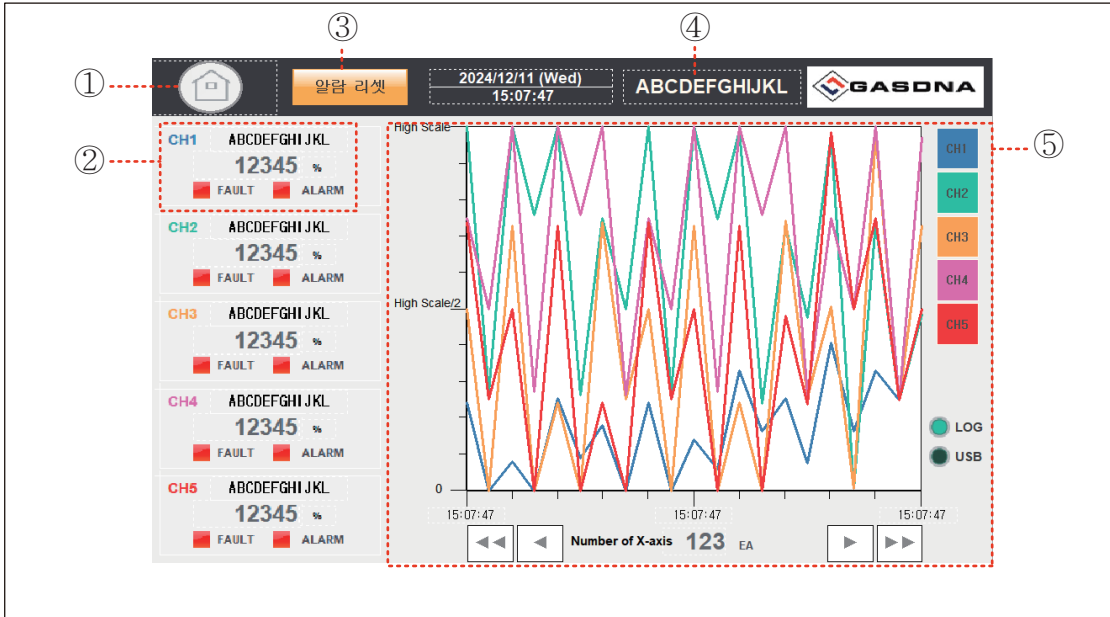 ③ ④
①
알람 리셋
2024/12/11 (Wed)
15:07:47
ABCDEFGHIJKL
GASDNA
②
CH1 ABCDEFGHIJKL
12345 %
FAULT ALARM
CH2 ABCDEFGHIJKL
12345 %
FAULT ALARM
CH3 ABCDEFGHIJKL
12345 %
FAULT ALARM
CH4 ABCDEFGHIJKL
12345 %
FAULT ALARM
CH5 ABCDEFGHIJKL
12345 %
FAULT ALARM
High Scale
High Scale/2
0
15:07:47 15:07:47 15:07:47
Number of X-axis 123 EA
⑤
CH1
CH2
CH3
CH4
CH5
LOG
USB